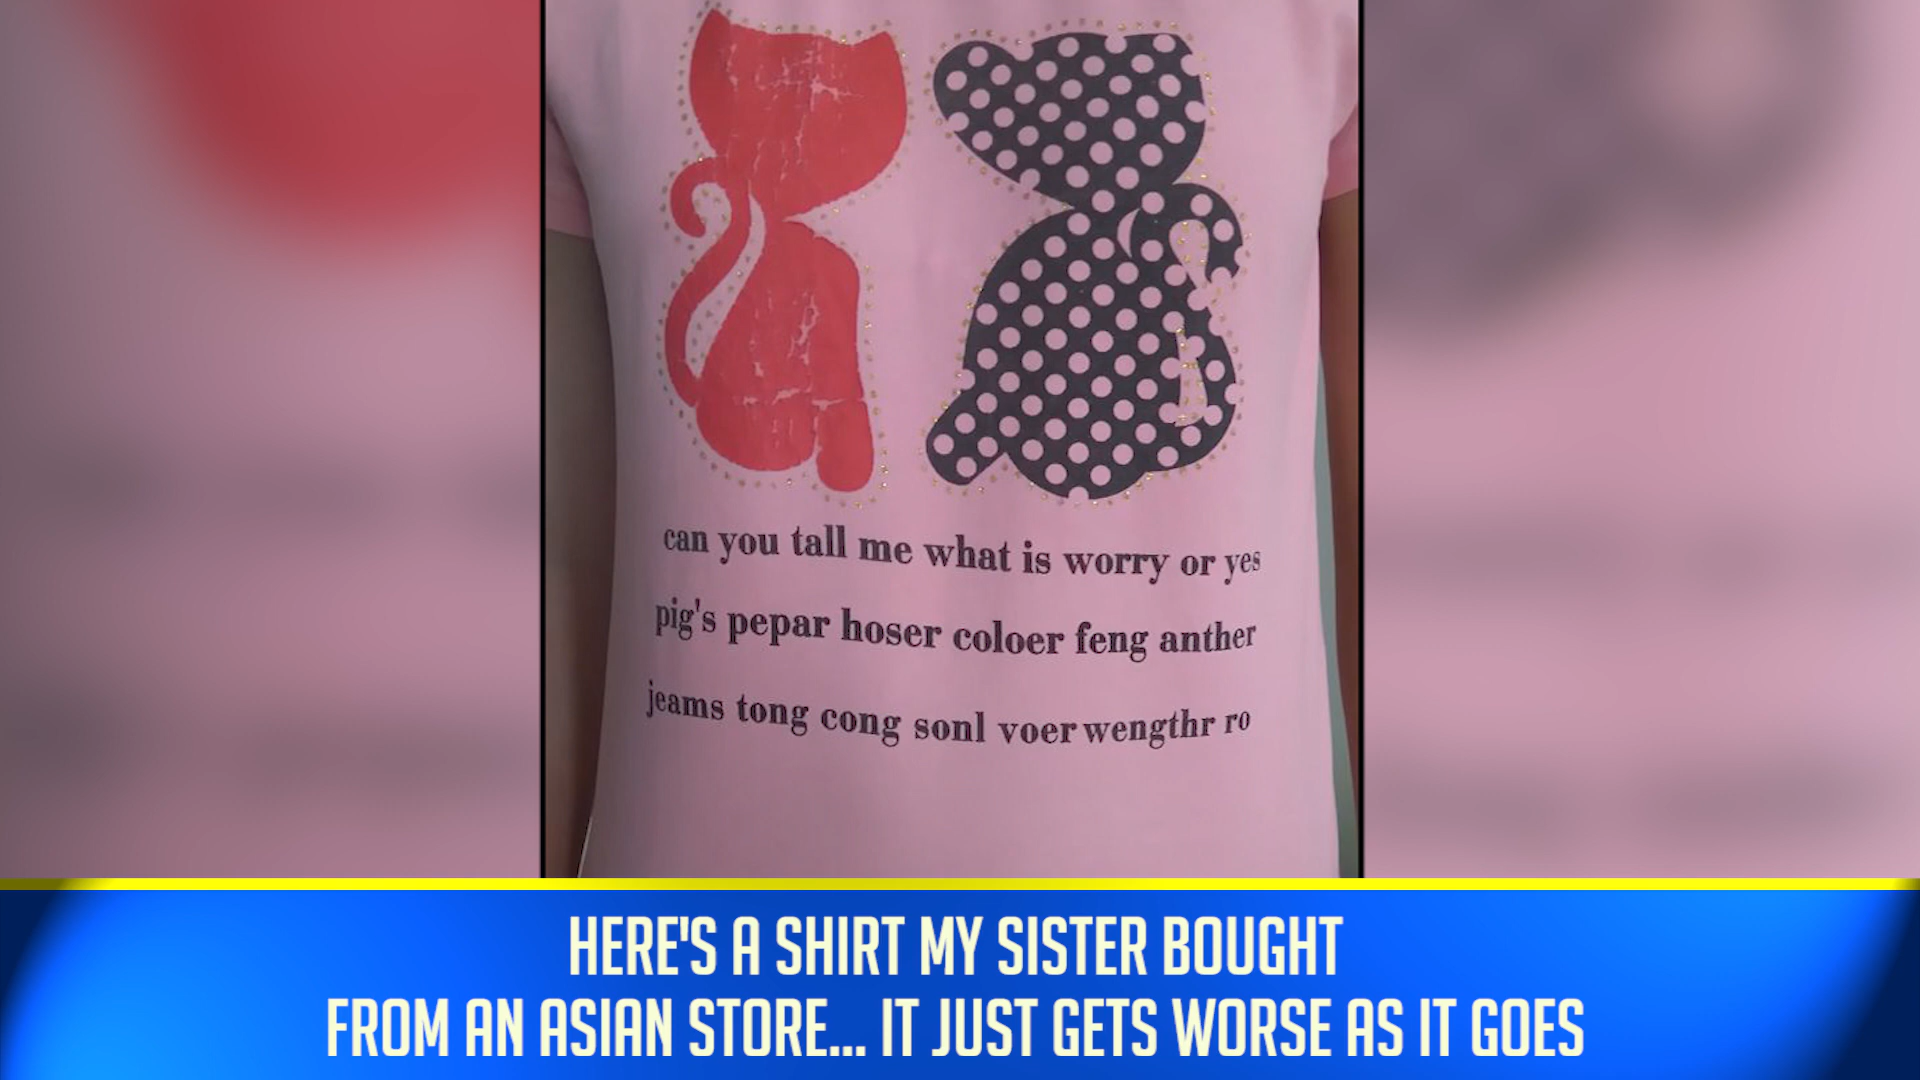 can you tall me what is worry or yes
pig's pepar hoser coloer feng anther
jeams tong cong sonl voer wengthr ro
HERE'S A SHIRT MY SISTER BOUGHT
FROM AN ASIAN STORE... IT JUST GETS WORSE AS IT GOES